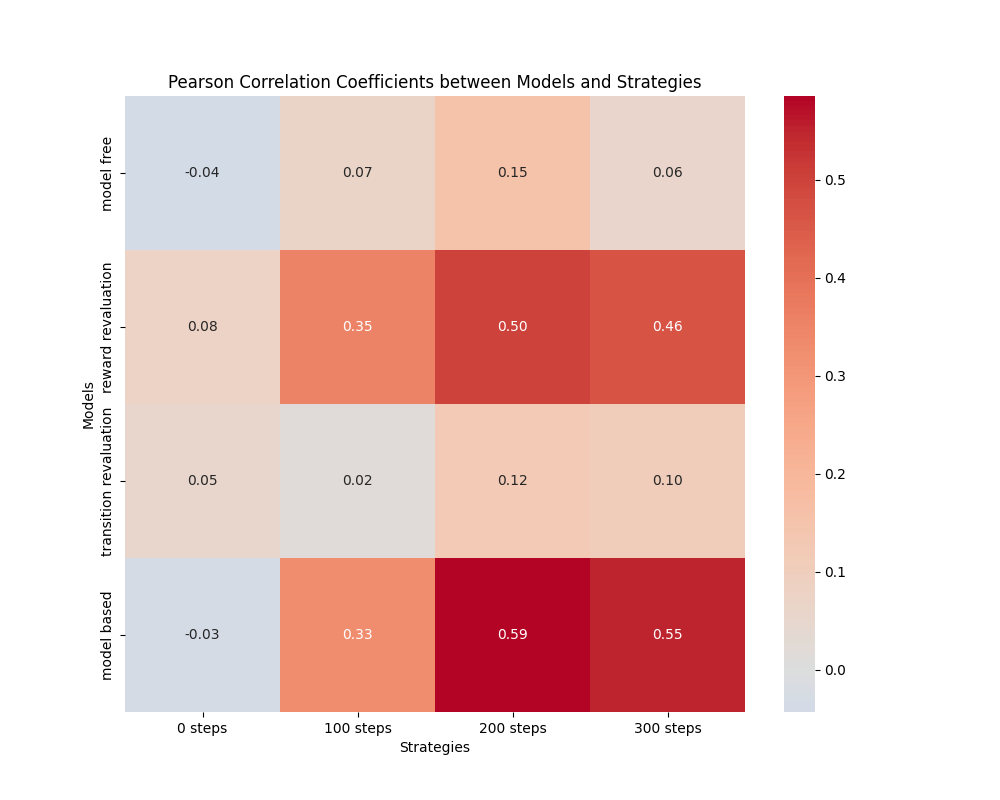 Pearson Correlation Coefficients between Models and Strategies
Models
model free
-0.04 0.07 0.15 0.06
reward revaluation
0.08 0.35 0.50 0.46
transition revaluation
0.05 0.02 0.12 0.10
model based
-0.03 0.33 0.59 0.55
0 steps 100 steps 200 steps 300 steps
Strategies
0.5
0.4
0.3
0.2
0.1
0.0